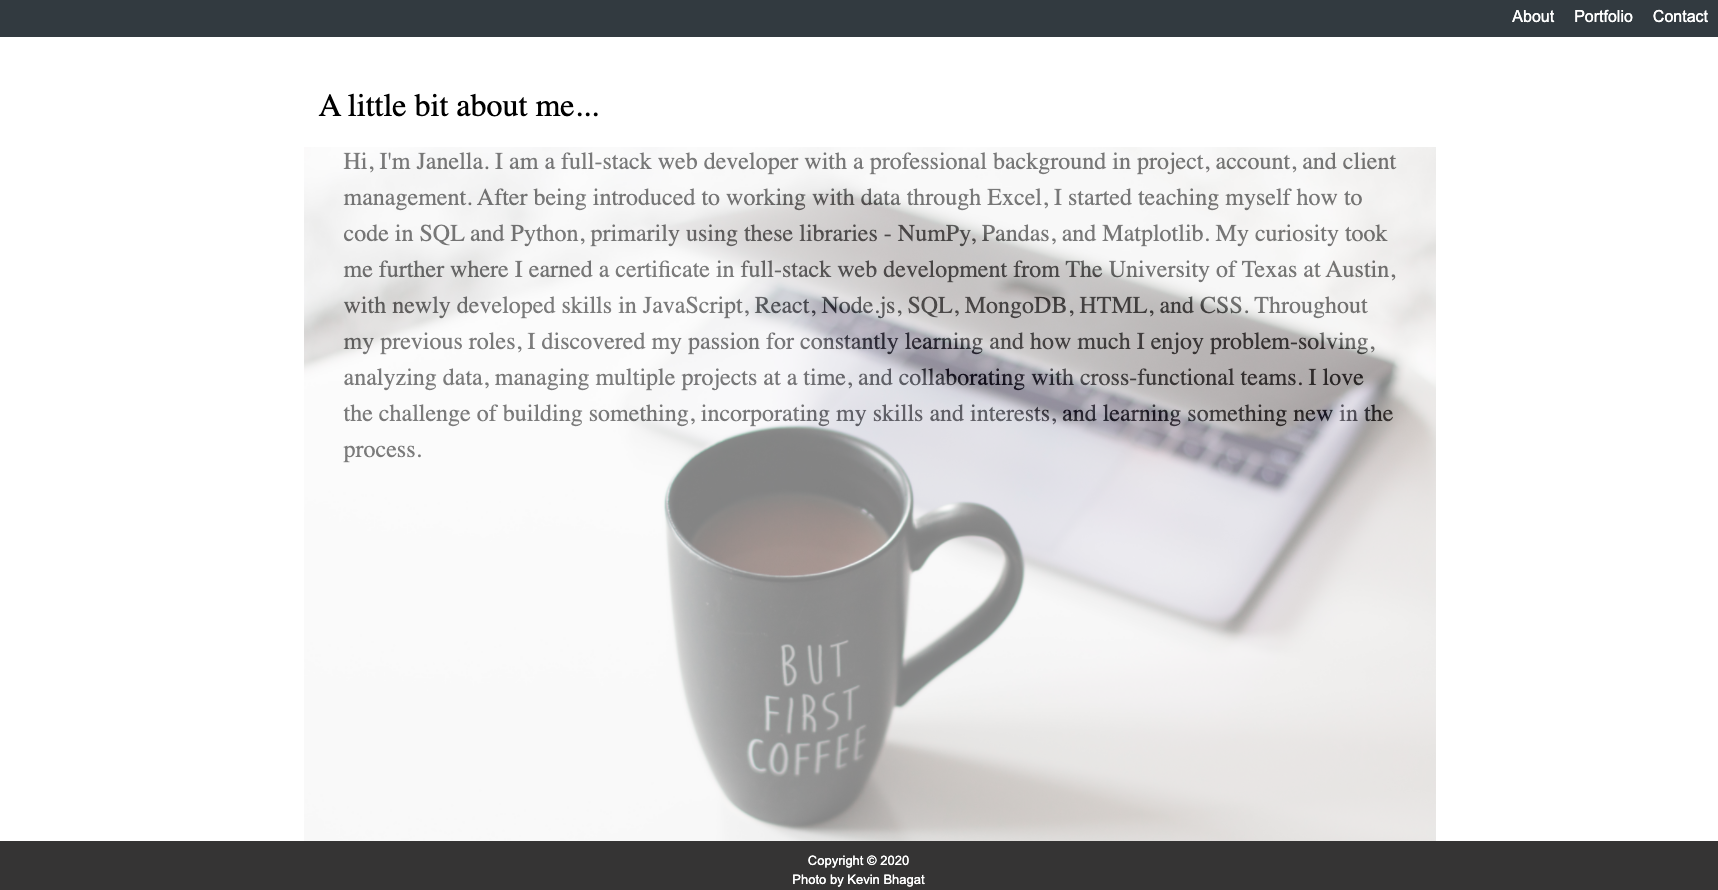 About Portfolio Contact
A little bit about me...
Hi, I'm Janella. I am a full-stack web developer with a professional background in project, account, and client
management. After being introduced to working with data through Excel, I started teaching myself how to
code in SQL and Python, primarily using these libraries - NumPy, Pandas, and Matplotlib. My curiosity took
me further where I earned a certificate in full-stack web development from The University of Texas at Austin,
with newly developed skills in JavaScript, React, Node.js, SQL, MongoDB, HTML, and CSS. Throughout
my previous roles, I discovered my passion for constantly learning and how much I enjoy problem-solving,
analyzing data, managing multiple projects at a time, and collaborating with cross-functional teams. I love
the challenge of building something, incorporating my skills and interests, and learning something new in the
process.
BUT
FIRST
COFFEE
Copyright © 2020
Photo by Kevin Bhagat